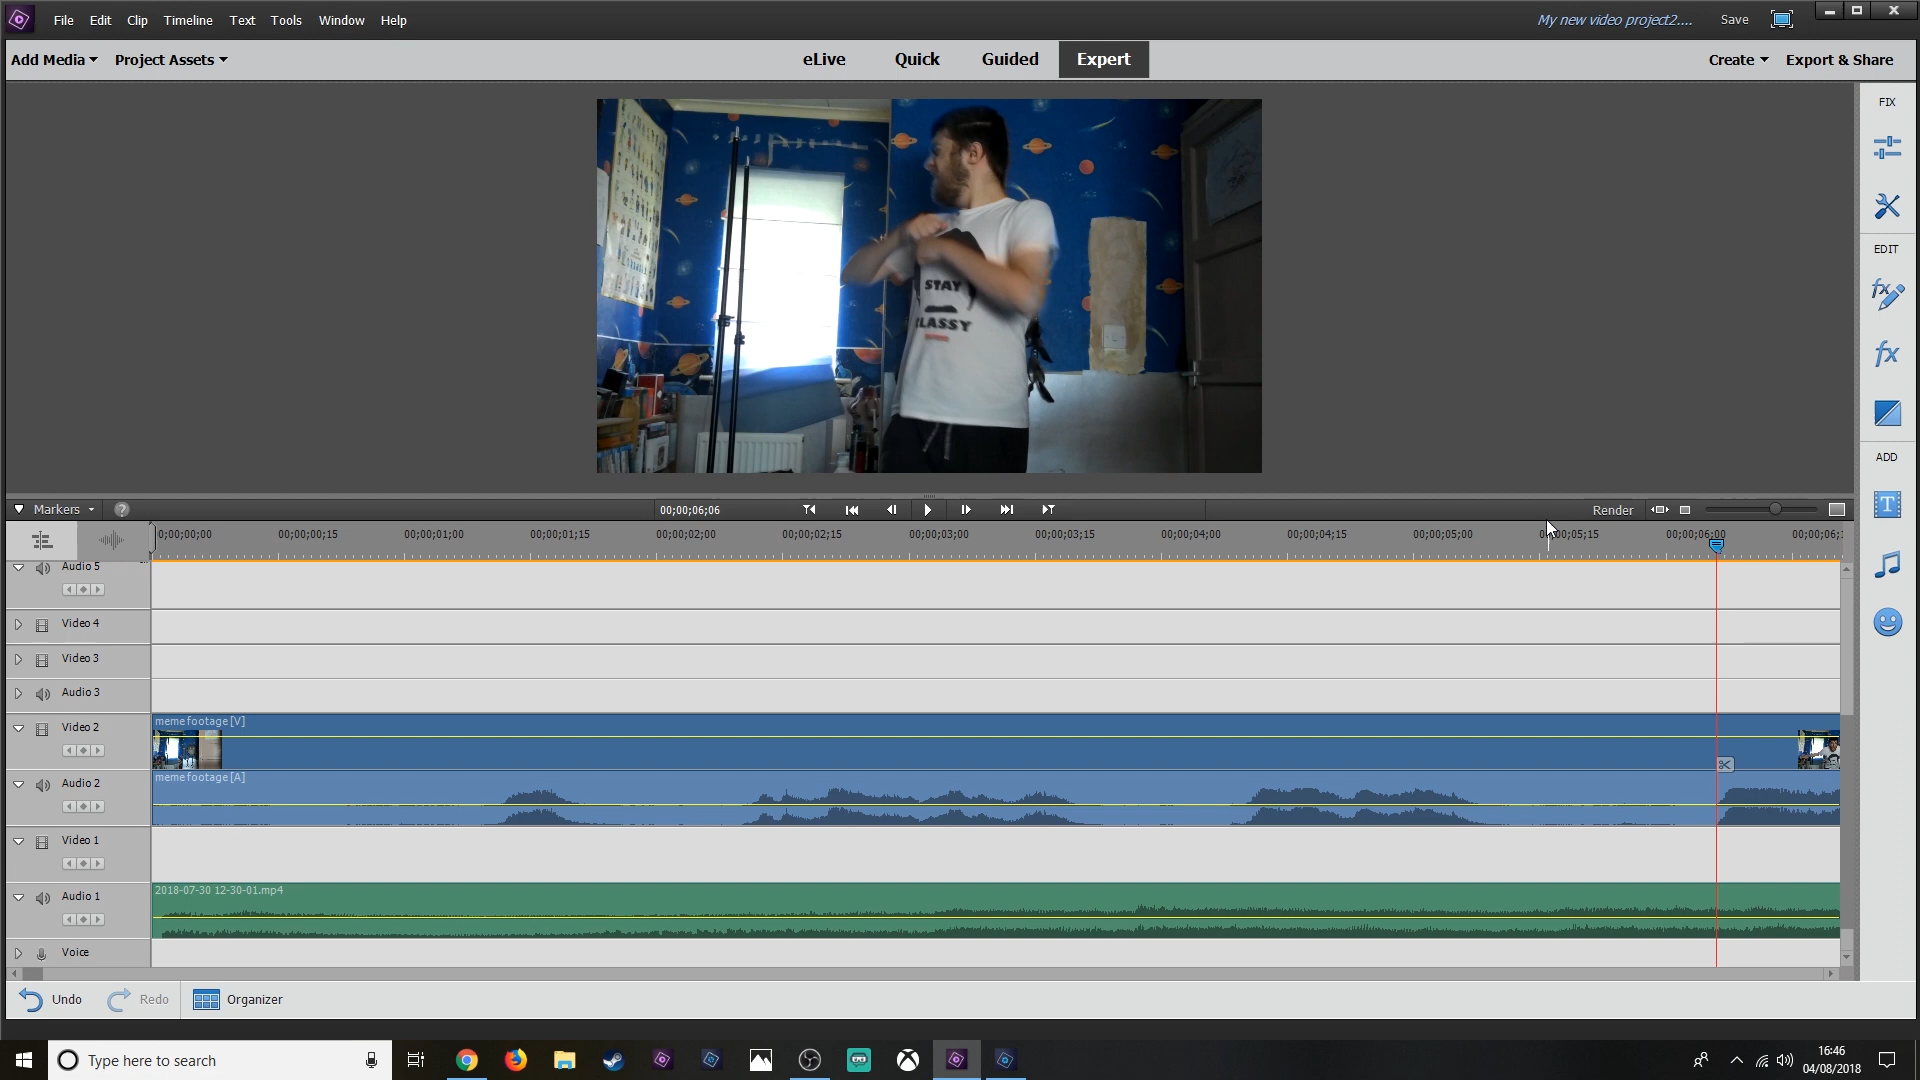 File Edit Clip Timeline Text Tools Window Help My new video project2.... Save
Add Media Project Assets eLive Quick Guided Expert Create Export & Share
FIX
EDIT
ADD
STAY
CLASSY
Markers ? 00;00;06;06 Render
0;00;00;00 00;00;00;15 00;00;01;00 00;00;01;15 00;00;02;00 00;00;02;15 00;00;03;00 00;00;03;15 00;00;04;00 00;00;04;15 00;00;05;00 00;00;05;15 00;00;06;00 00;00;06;1
Audio 5
Video 4
Video 3
Audio 3
Video 2 meme footage [V]
Audio 2 meme footage [A]
Video 1
Audio 1 2018-07-30 12-30-01.mp4
Voice
Undo Redo Organizer
Type here to search
16:46
04/08/2018